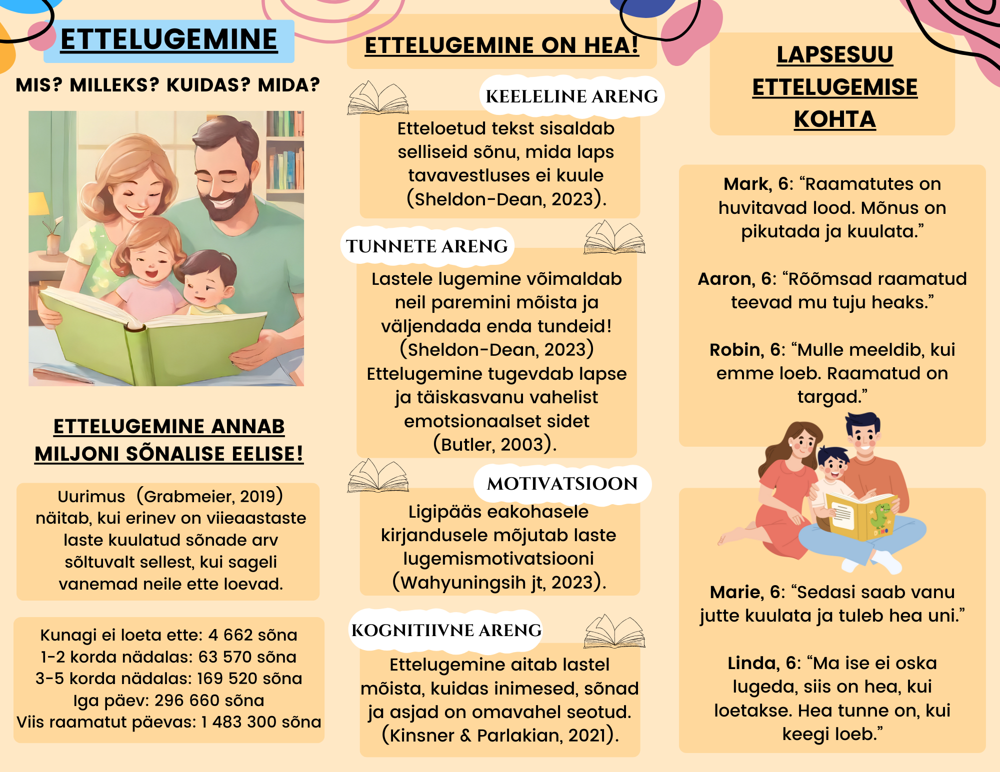 ETTELUGEMINE
MIS? MILLEKS? KUIDAS? MIDA?
ETTELUGEMINE ANNAB
MILJONI SÕNALISE EELISE!
Uurimus (Grabmeier, 2019)
näitab, kui erinev on viieaastaste
laste kuulatud sõnade arv
sõltuvalt sellest, kui sageli
vanemad neile ette loevad.
Kunagi ei loeta ette: 4 662 sõna
1-2 korda nädalas: 63 570 sõna
3-5 korda nädalas: 169 520 sõna
Iga päev: 296 660 sõna
Viis raamatut päevas: 1 483 300 sõna
ETTELUGEMINE ON HEA!
KEELELINE ARENG
Etteloetud tekst sisaldab
selliseid sõnu, mida laps
tavavestluses ei kuule
(Sheldon-Dean, 2023).
TUNNETE ARENG
Lastele lugemine võimaldab
neil paremini mõista ja
väljendada enda tundeid!
(Sheldon-Dean, 2023)
Ettelugemine tugevdab lapse
ja täiskasvanu vahelist
emotsionaalset sidet
(Butler, 2003).
MOTIVATSIOON
Ligipääs eakohasele
kirjandusele mõjutab laste
lugemismotivatsiooni
(Wahyuningsih jt, 2023).
KOGNITIIVNE ARENG
Ettelugemine aitab lastel
mõista, kuidas inimesed, sõnad
ja asjad on omavahel seotud.
(Kinsner & Parlakian, 2021).
LAPSESUU
ETTELUGEMISE
KOHTA
Mark, 6: “Raamatutes on
huvitavad lood. Mõnus on
pikutada ja kuulata.”
Aaron, 6: “Rõõmsad raamatud
teevad mu tuju heaks.”
Robin, 6: “Mulle meeldib, kui
emme loeb. Raamatud on
targad.”
DINO
Marie, 6: “Sedasi saab vanu
jutte kuulata ja tuleb hea uni.”
Linda, 6: “Ma ise ei oska
lugeda, siis on hea, kui
loetakse. Hea tunne on, kui
keegi loeb.”